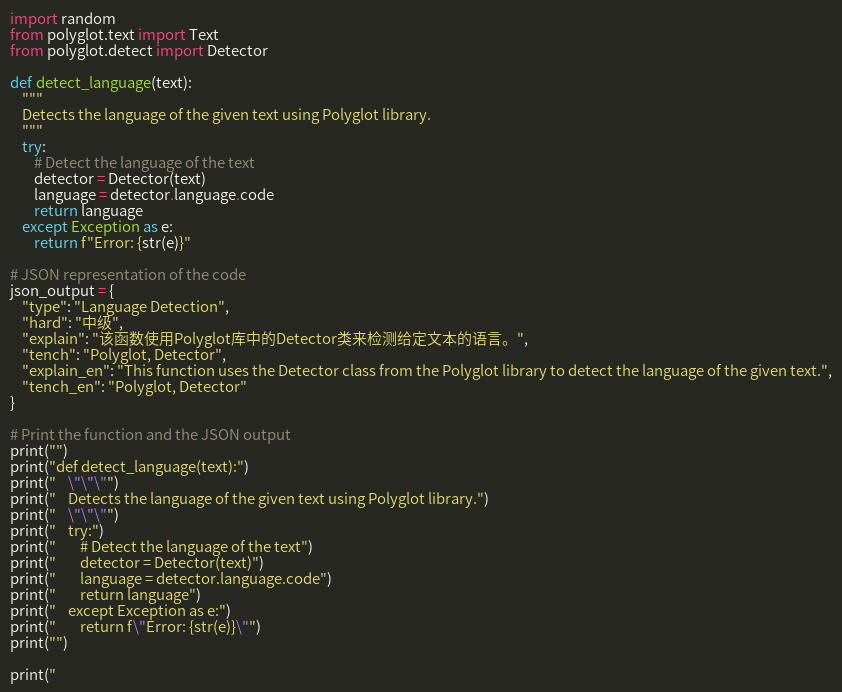 import random
from polyglot.text import Text
from polyglot.detect import Detector

def detect_language(text):
    """
    Detects the language of the given text using Polyglot library.
    """
    try:
        # Detect the language of the text
        detector = Detector(text)
        language = detector.language.code
        return language
    except Exception as e:
        return f"Error: {str(e)}"

# JSON representation of the code
json_output = {
    "type": "Language Detection",
    "hard": "中级",
    "explain": "该函数使用Polyglot库中的Detector类来检测给定文本的语言。",
    "tench": "Polyglot, Detector",
    "explain_en": "This function uses the Detector class from the Polyglot library to detect the language of the given text.",
    "tench_en": "Polyglot, Detector"
}

# Print the function and the JSON output
print("")
print("def detect_language(text):")
print("    \"\"\"")
print("    Detects the language of the given text using Polyglot library.")
print("    \"\"\"")
print("    try:")
print("        # Detect the language of the text")
print("        detector = Detector(text)")
print("        language = detector.language.code")
print("        return language")
print("    except Exception as e:")
print("        return f\"Error: {str(e)}\"")
print("")

print("